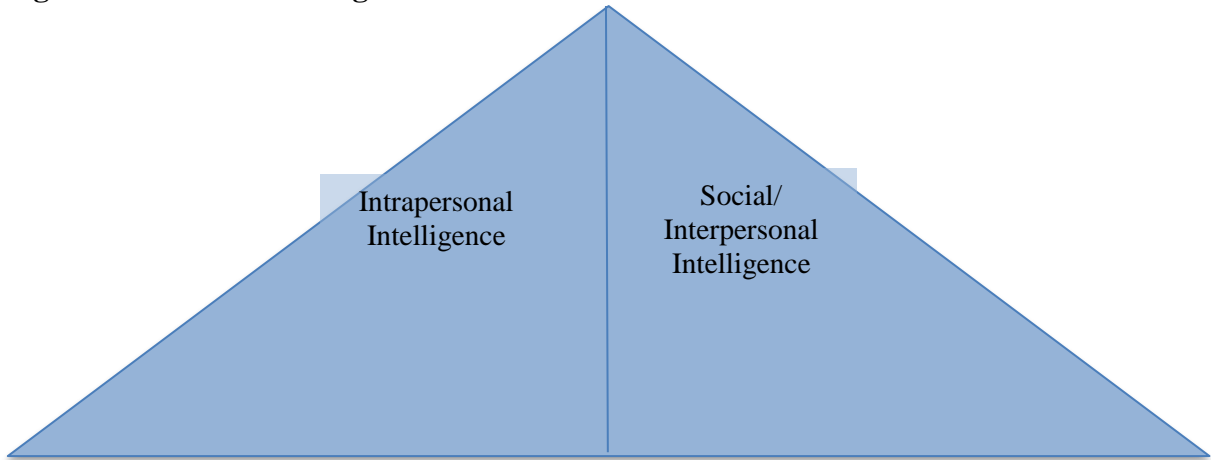 Intrapersonal
Intelligence
Social/
Interpersonal
Intelligence